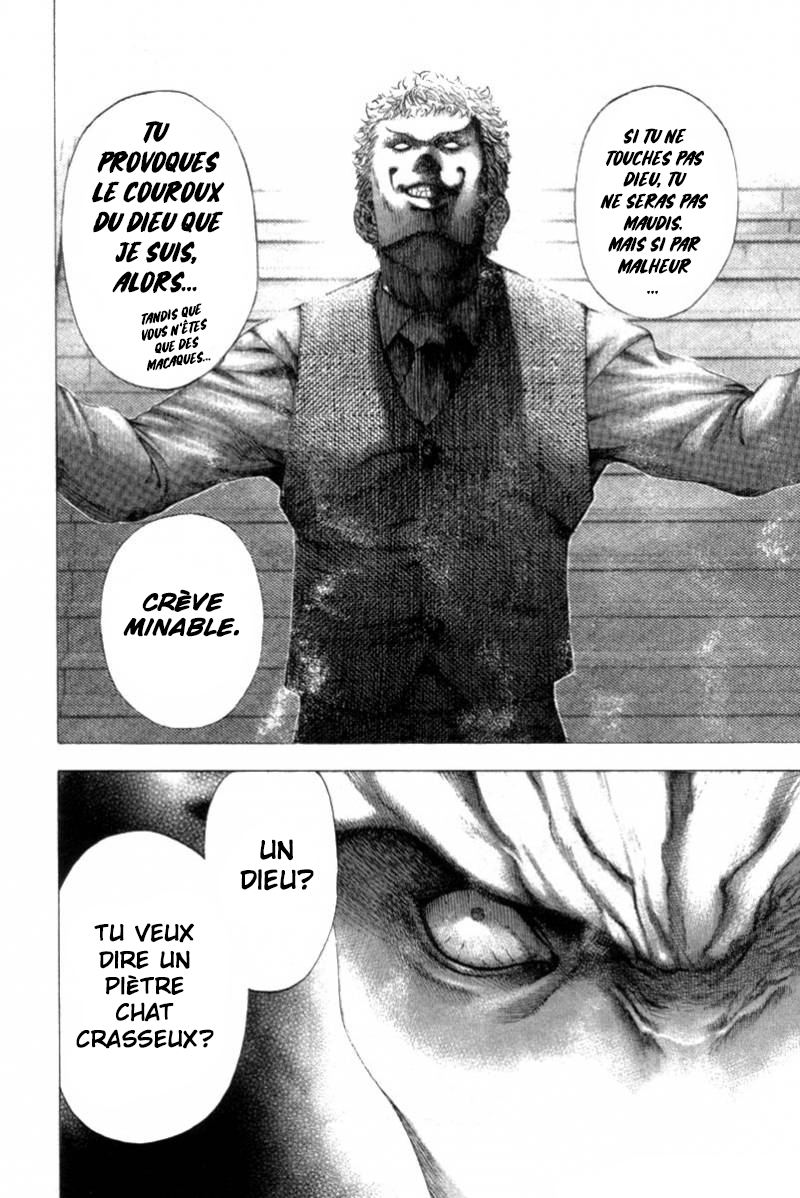 SI TU NE
TOUCHES PAS
DIEU, TU
NE SERAS PAS
MAUDIS.
MAIS SI PAR
MALHEUR
...
TU
PROVOQUES
LE COUROUX
DU DIEU QUE
JE SUIS,
ALORS...
TANDIS QUE
VOUS N'ÊTES
QUE DES
MACAQUES...
CRÈVE
MINABLE.
UN
DIEU?
TU VEUX
DIRE UN
PIÈTRE
CHAT
CRASSEUX?